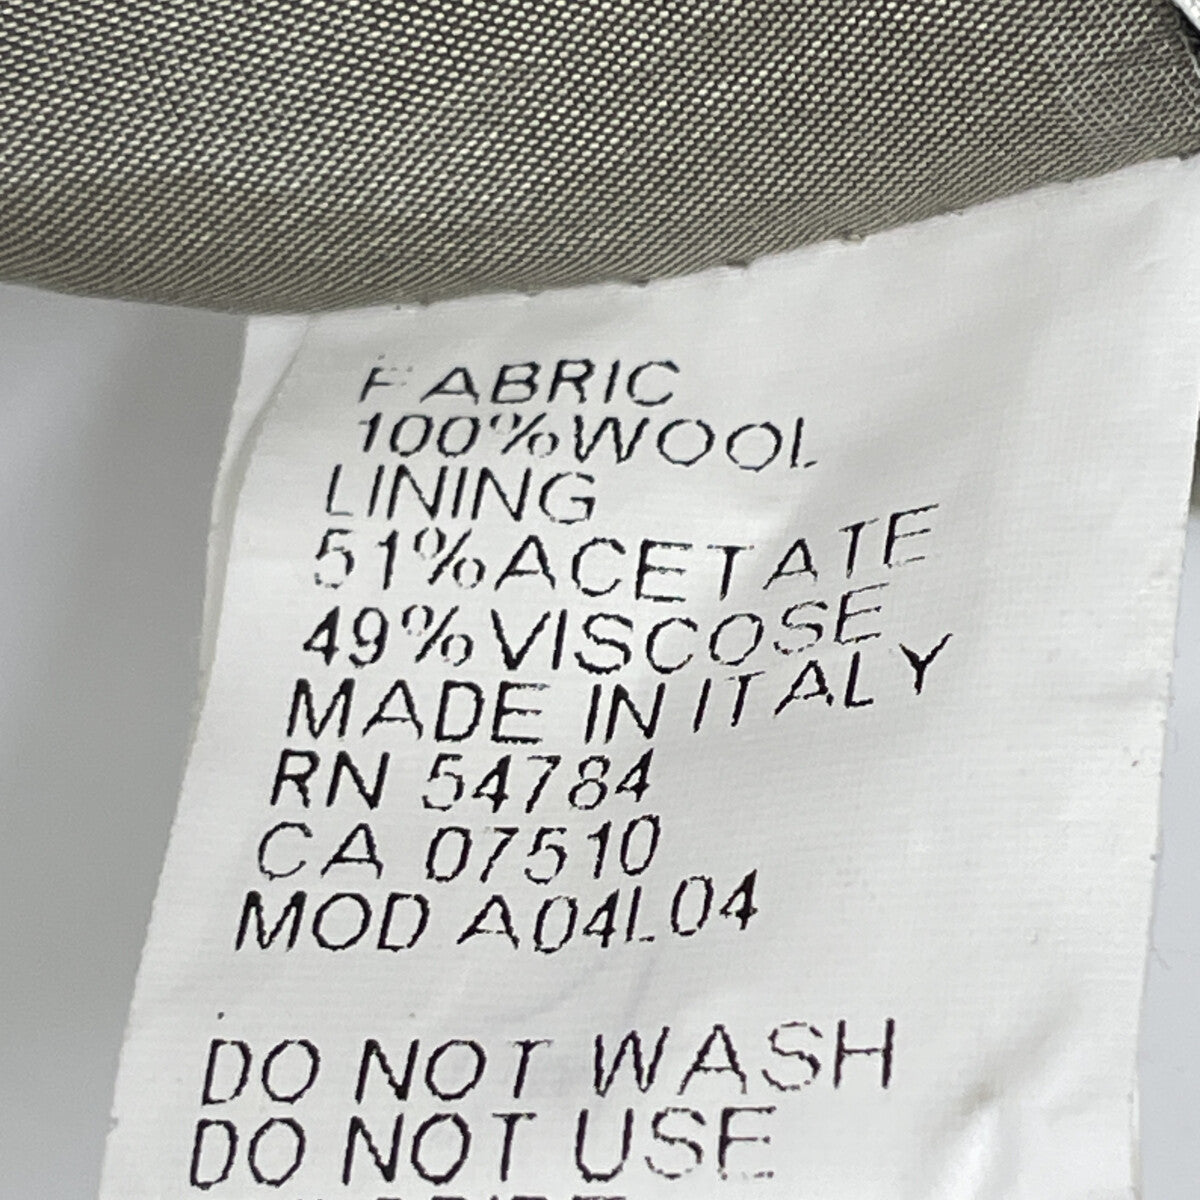 FABRIC
100%WOOL
LINING
51%ACETATE
49%VISCOSE
MADE IN ITALY
RN 54784
CA 07510
MOD A04L04
DO NOT WASH
DO NOT USE